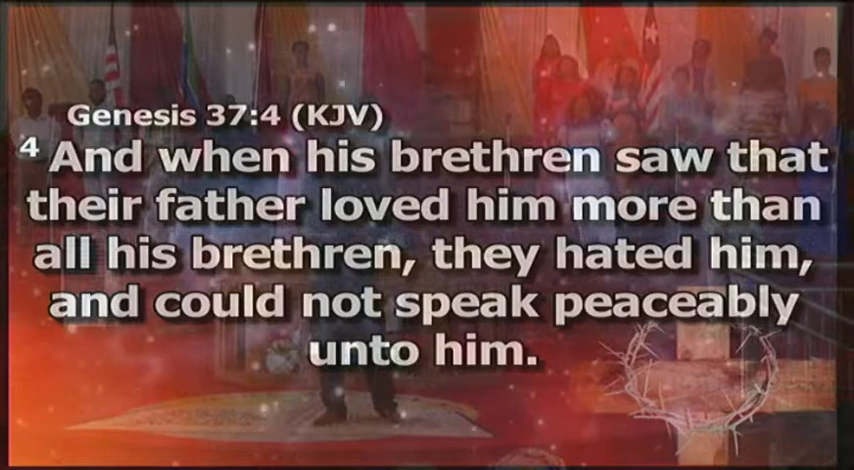 Genesis 37:4 (KJV)
4 And when his brethren saw that
their father loved him more than
all his brethren, they hated him,
and could not speak peaceably
unto him.